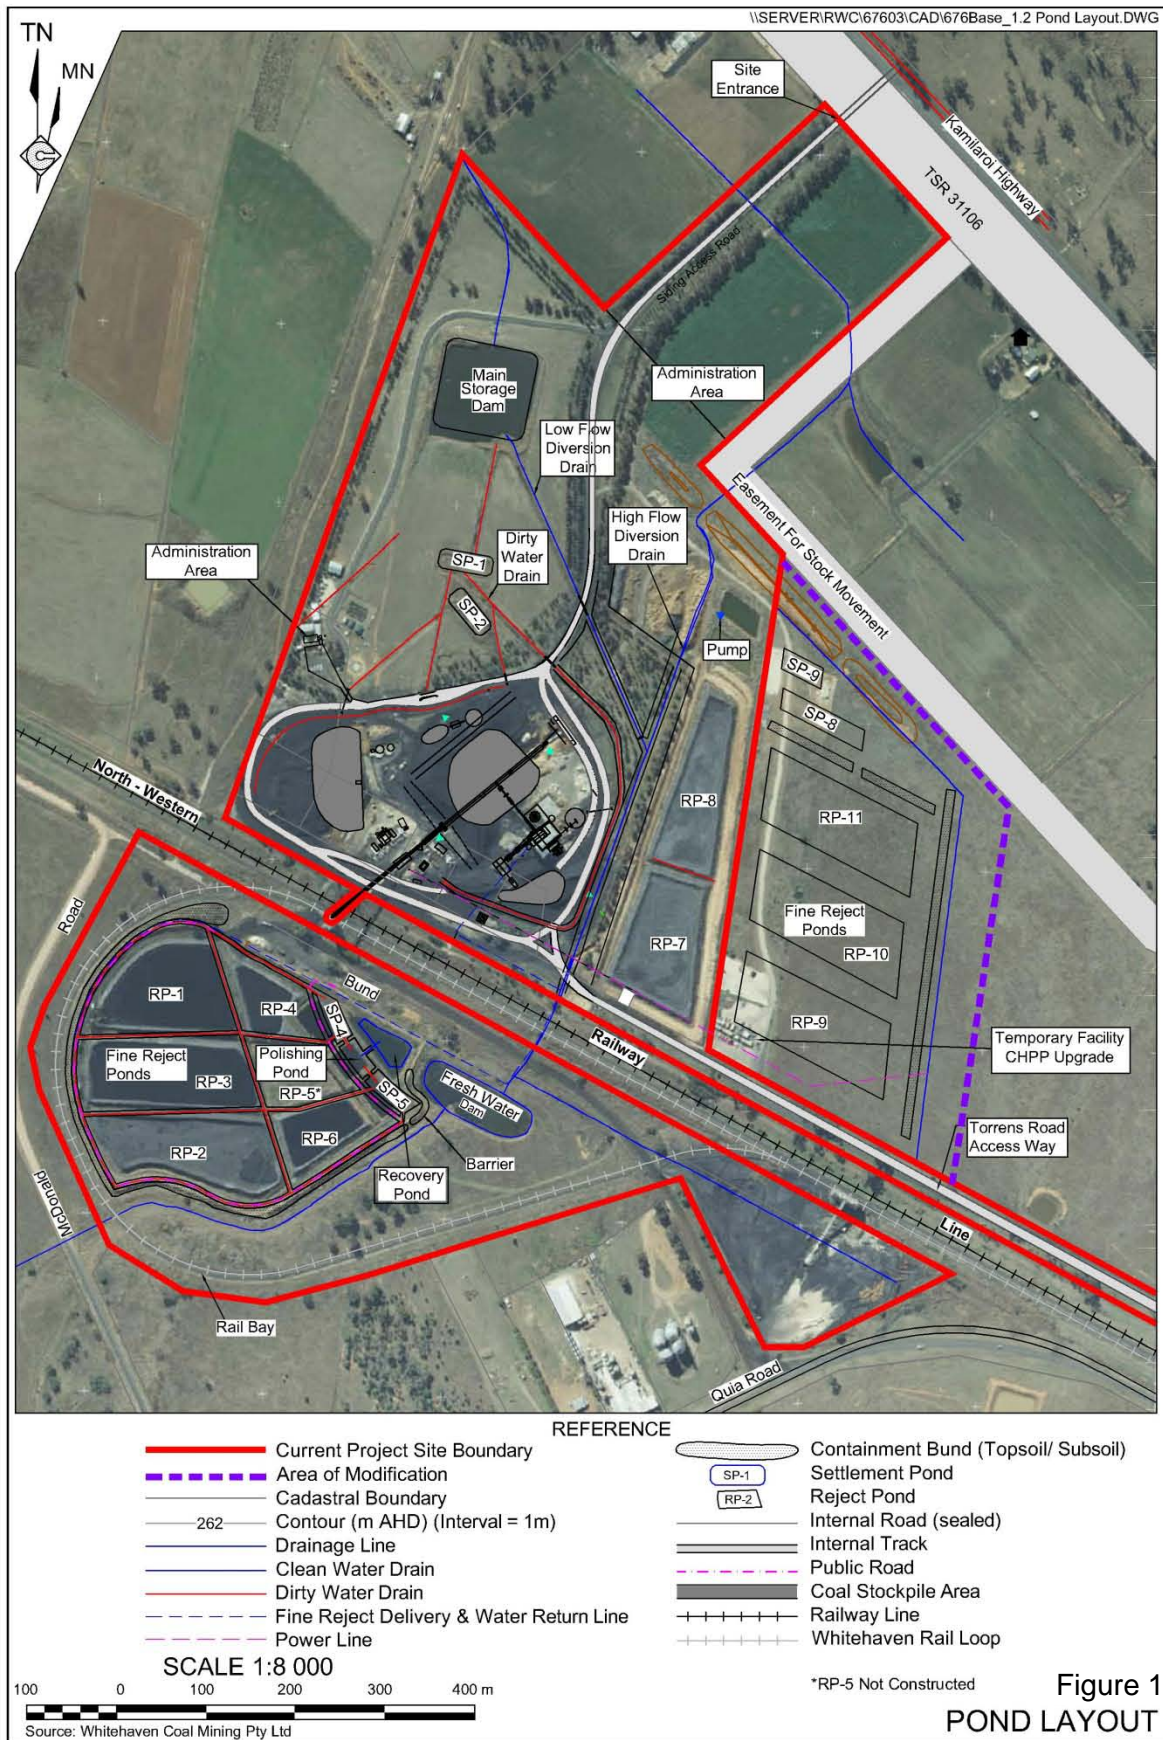 \\SERVER\RWC\67603\CAD\676Base_1.2 Pond Layout.DWG
TN
MN
Site
Entrance
Kamilaroi Highway
TSR 31106
Siding Access Road
Main
Storage
Dam
Administration
Area
Low Flow
Diversion
Drain
Easement For Stock Movement
High Flow
Diversion
Drain
Dirty
Water
Drain
SP-1
SP-2
Administration
Area
Pump
SP-9
SP-8
North - Western
RP-8
RP-11
Fine Reject
Ponds
RP-10
RP-7
RP-9
Road
Bund
RP-1
RP-4
SP-4
Railway
Temporary Facility
CHPP Upgrade
Fine Reject
Ponds
Polishing
Pond
RP-3
RP-5*
SP-5
Fresh Water
Dam
RP-6
RP-2
Barrier
Torrens Road
Access Way
Recovery
Pond
McDonald
Line
Rail Bay
Quia Road
REFERENCE
Current Project Site Boundary
Area of Modification
Cadastral Boundary
262
Contour (m AHD) (Interval = 1m)
Drainage Line
Clean Water Drain
Dirty Water Drain
Fine Reject Delivery & Water Return Line
Power Line
Containment Bund (Topsoil/ Subsoil)
SP-1
Settlement Pond
RP-2
Reject Pond
Internal Road (sealed)
Internal Track
Public Road
Coal Stockpile Area
Railway Line
Whitehaven Rail Loop
SCALE 1:8 000
100 0 100 200 300 400 m
Source: Whitehaven Coal Mining Pty Ltd
*RP-5 Not Constructed
Figure 1
POND LAYOUT